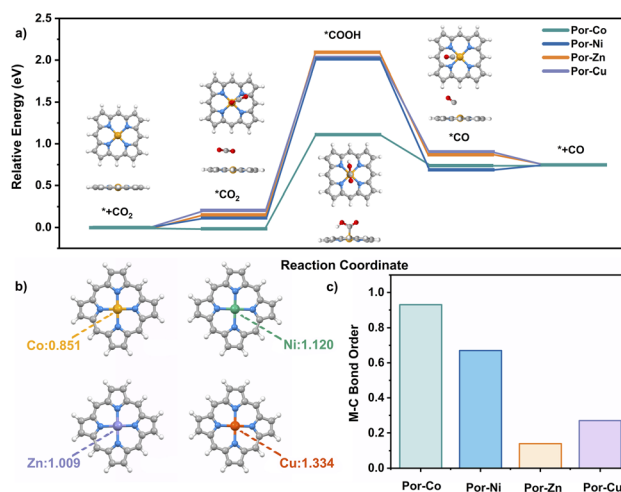 a)
2.5
2.0
1.5
1.0
0.5
0.0
Relative Energy (eV)
*COOH
Por-Co
Por-Ni
Por-Zn
Por-Cu
*+CO₂
*CO₂
*CO
*+CO
Reaction Coordinate
b)
Co:0.851
Ni:1.120
Zn:1.009
Cu:1.334
c)
1.0
0.8
0.6
0.4
0.2
0.0
M-C Bond Order
Por-Co
Por-Ni
Por-Zn
Por-Cu